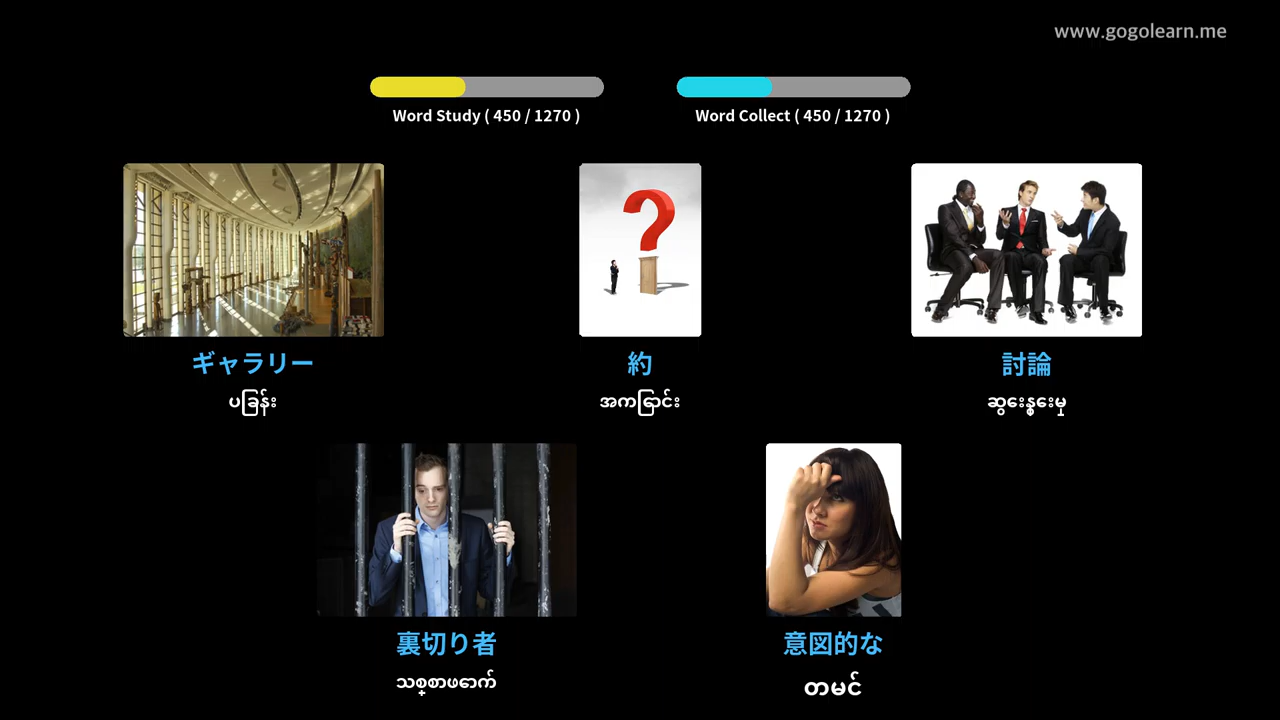 www.gogolearn.me
Word Study ( 450 / 1270 )
Word Collect ( 450 / 1270 )
ギャラリー
ပြခန်း
約
အကြောင်း
討論
ဆွေးနွေးမှု
裏切り者
သစ္စာဖောက်
意図的な
တမင်